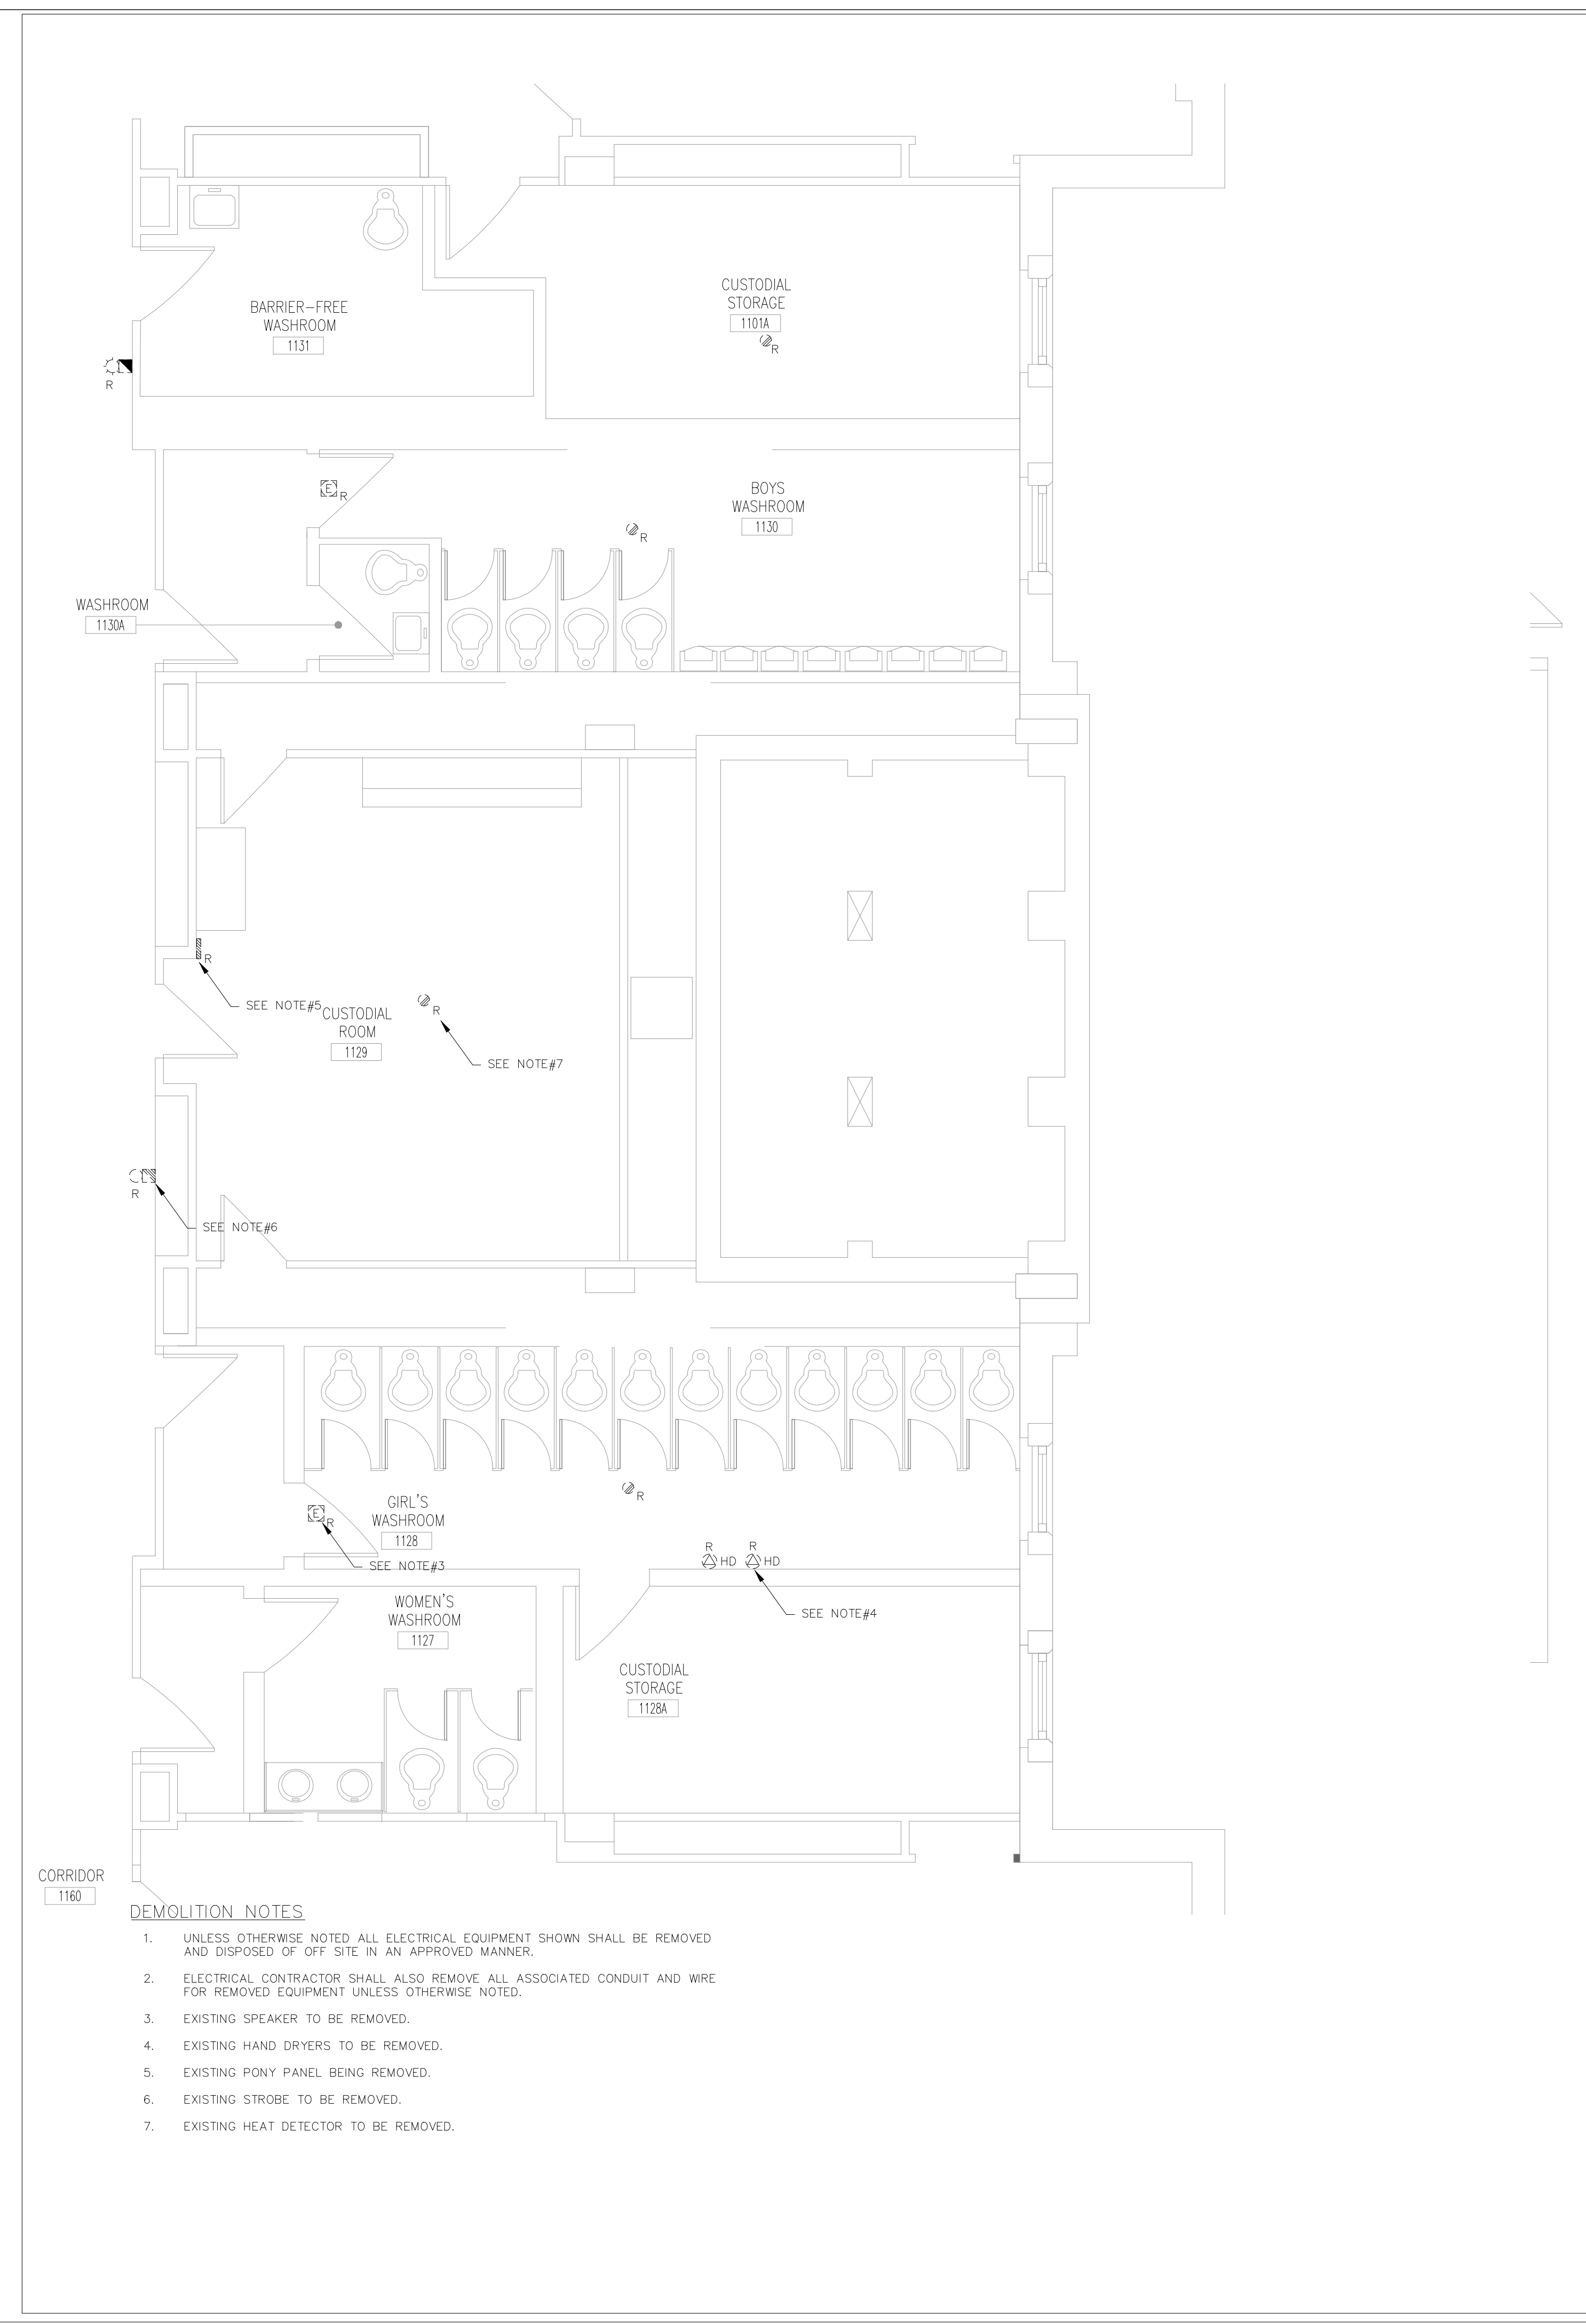 BARRIER-FREE
WASHROOM
1131
CUSTODIAL
STORAGE
1101A
R
R
E
R
BOYS
WASHROOM
1130
R
WASHROOM
1130A
R
SEE NOTE#5
CUSTODIAL
ROOM
1129
R
SEE NOTE#7
R
SEE NOTE#6
GIRL'S
WASHROOM
1128
R
E
R
SEE NOTE#3
R
HD
R
HD
SEE NOTE#4
WOMEN'S
WASHROOM
1127
CUSTODIAL
STORAGE
1128A
CORRIDOR
1160
DEMOLITION NOTES
1. UNLESS OTHERWISE NOTED ALL ELECTRICAL EQUIPMENT SHOWN SHALL BE REMOVED
AND DISPOSED OF OFF SITE IN AN APPROVED MANNER.
2. ELECTRICAL CONTRACTOR SHALL ALSO REMOVE ALL ASSOCIATED CONDUIT AND WIRE
FOR REMOVED EQUIPMENT UNLESS OTHERWISE NOTED.
3. EXISTING SPEAKER TO BE REMOVED.
4. EXISTING HAND DRYERS TO BE REMOVED.
5. EXISTING PONY PANEL BEING REMOVED.
6. EXISTING STROBE TO BE REMOVED.
7. EXISTING HEAT DETECTOR TO BE REMOVED.